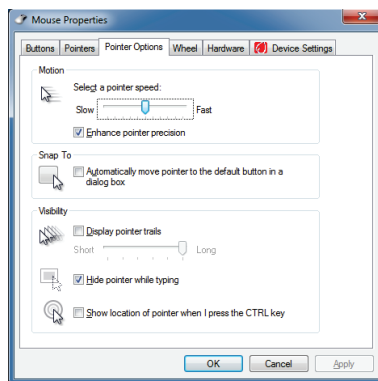 Mouse Properties
Buttons Pointers Pointer Options Wheel Hardware Device Settings
Motion
Select a pointer speed:
Slow Fast
Enhance pointer precision
Snap To
Automatically move pointer to the default button in a
dialog box
Visibility
Display pointer trails
Short Long
Hide pointer while typing
Show location of pointer when I press the CTRL key
OK Cancel Apply